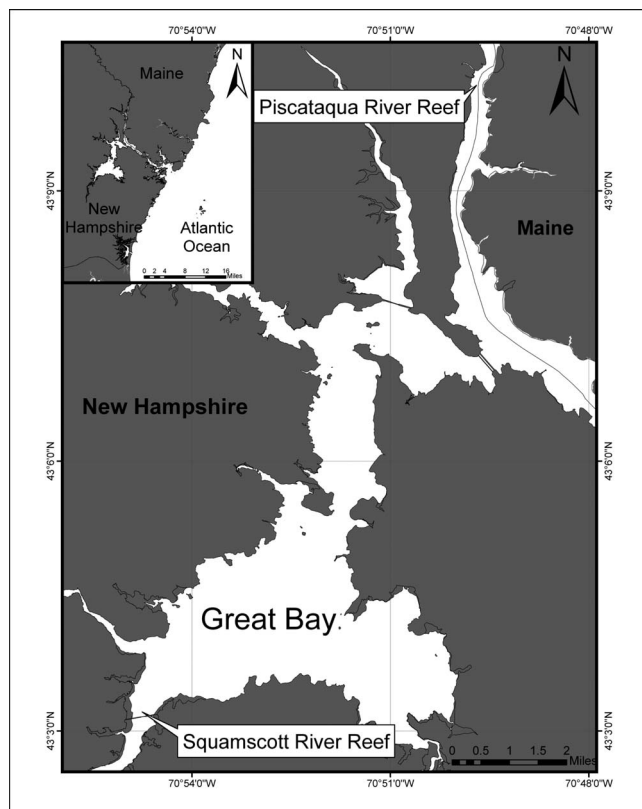 70°54'0"W 70°51'0"W 70°48'0"W
N
Maine
New
Hampshire
Atlantic
Ocean
0 2 4 8 12 16
Miles
N
Piscataqua River Reef
43°9'0"N 43°9'0"N
Maine
New Hampshire
43°6'0"N 43°6'0"N
Great Bay
Squamscott River Reef
43°3'0"N 43°3'0"N
0 0.5 1 1.5 2
Miles
70°54'0"W 70°51'0"W 70°48'0"W